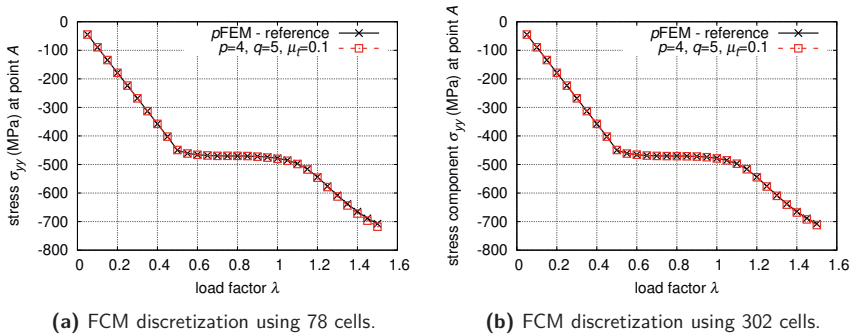 0
-100
-200
-300
-400
-500
-600
-700
-800
stress σyy (MPa) at point A
pFEM - reference
p=4, q=5, μf=0.1
0 0.2 0.4 0.6 0.8 1 1.2 1.4 1.6
load factor λ
(a) FCM discretization using 78 cells.
0
-100
-200
-300
-400
-500
-600
-700
-800
stress component σyy (MPa) at point A
pFEM - reference
p=4, q=5, μf=0.1
0 0.2 0.4 0.6 0.8 1 1.2 1.4 1.6
load factor λ
(b) FCM discretization using 302 cells.